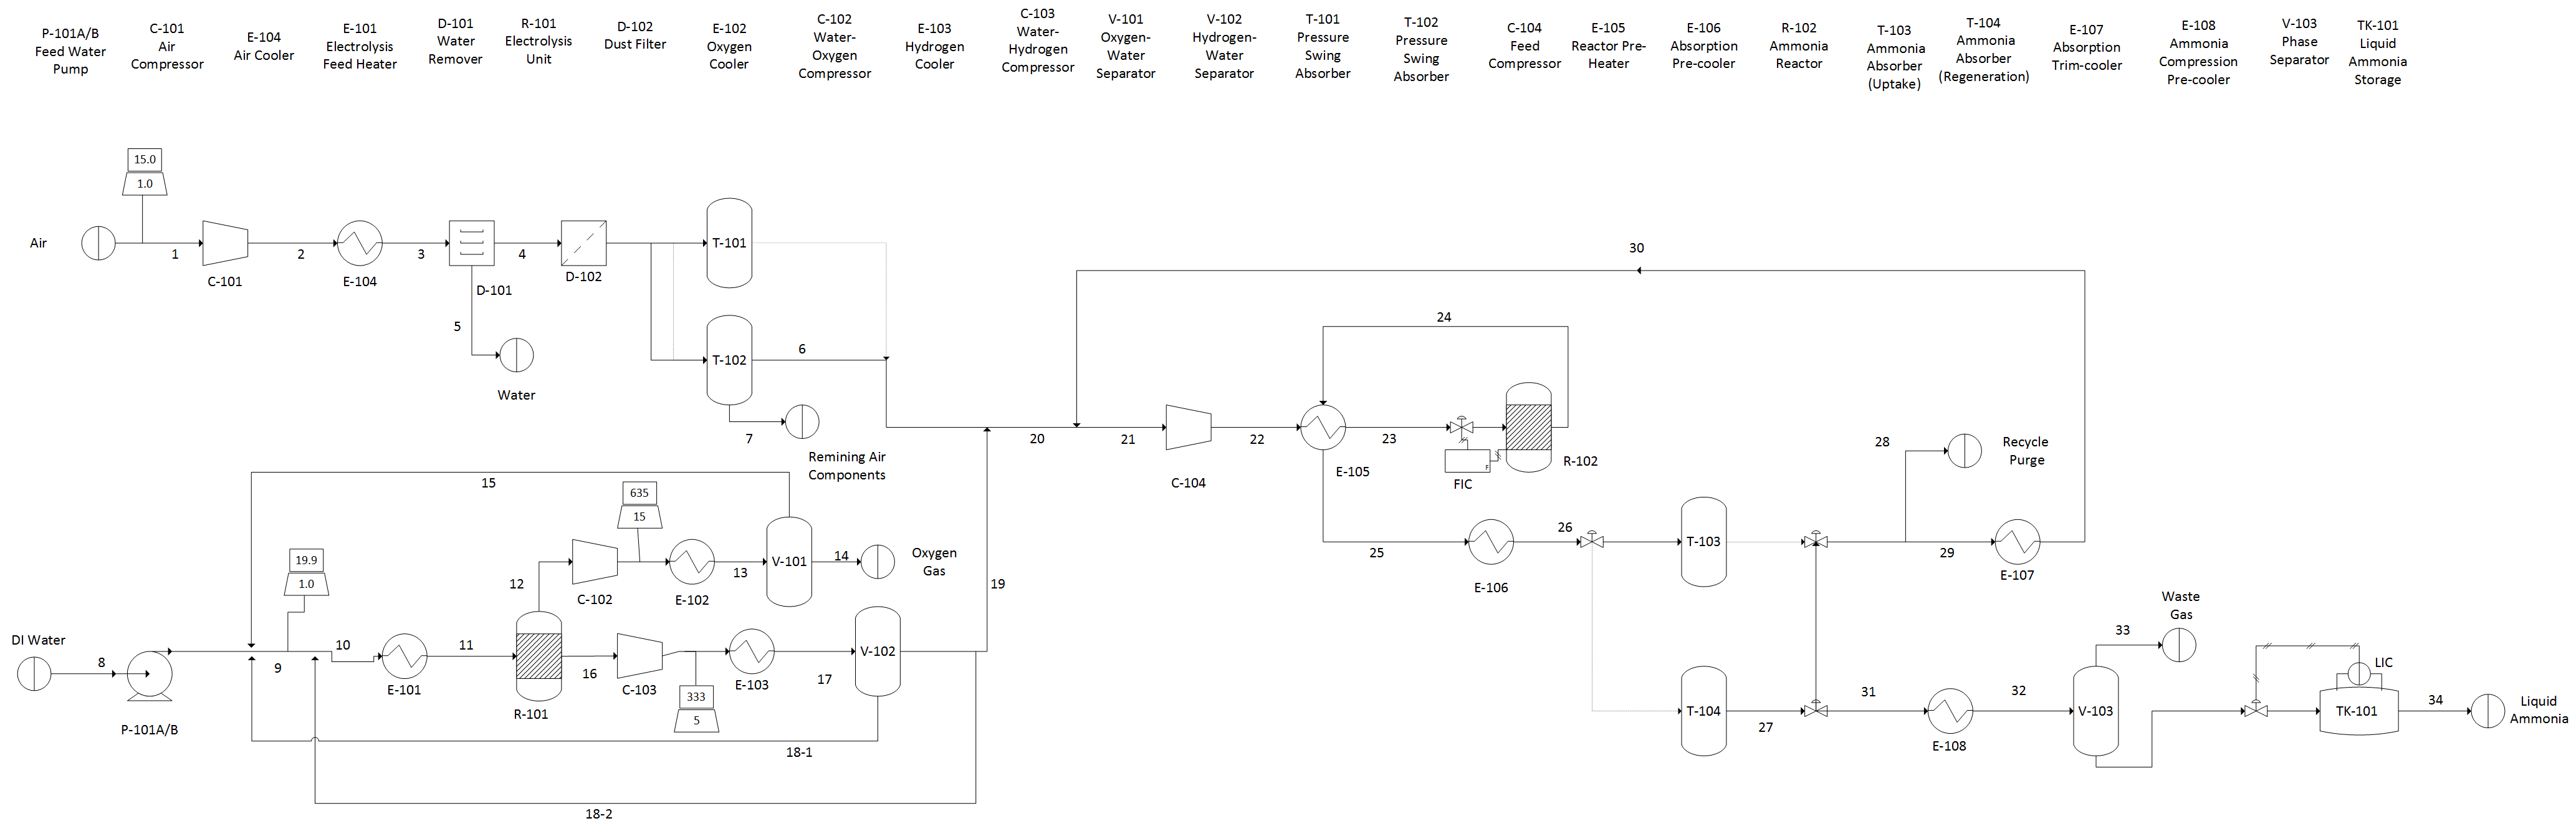 P-101A/B
Feed Water
Pump
C-101
Air
Compressor
E-104
Air Cooler
E-101
Electrolysis
Feed Heater
D-101
Water
Remover
R-101
Electrolysis
Unit
D-102
Dust Filter
E-102
Oxygen
Cooler
C-102
Water-
Oxygen
Compressor
E-103
Hydrogen
Cooler
C-103
Water-
Hydrogen
Compressor
V-101
Oxygen-
Water
Separator
V-102
Hydrogen-
Water
Separator
T-101
Pressure
Swing
Absorber
T-102
Pressure
Swing
Absorber
C-104
Feed
Compressor
E-105
Reactor Pre-
Heater
E-106
Absorption
Pre-cooler
R-102
Ammonia
Reactor
T-103
Ammonia
Absorber
(Uptake)
T-104
Ammonia
Absorber
(Regeneration)
E-107
Absorption
Trim-cooler
E-108
Ammonia
Compression
Pre-cooler
V-103
Phase
Separator
TK-101
Liquid
Ammonia
Storage
15.0
1.0
Air
1
C-101
2
E-104
3
D-101
4
D-102
5
Water
T-101
T-102
6
7
Remining Air
Components
30
20
21
C-104
22
E-105
23
24
FIC
F
R-102
15
635
15
19.9
1.0
12
C-102
E-102
13
V-101
14
Oxygen
Gas
DI Water
8
P-101A/B
9
10
E-101
11
R-101
16
C-103
333
5
E-103
17
V-102
19
18-1
18-2
25
E-106
26
T-103
28
Recycle
Purge
29
E-107
T-104
27
31
E-108
32
V-103
33
Waste
Gas
LIC
TK-101
34
Liquid
Ammonia